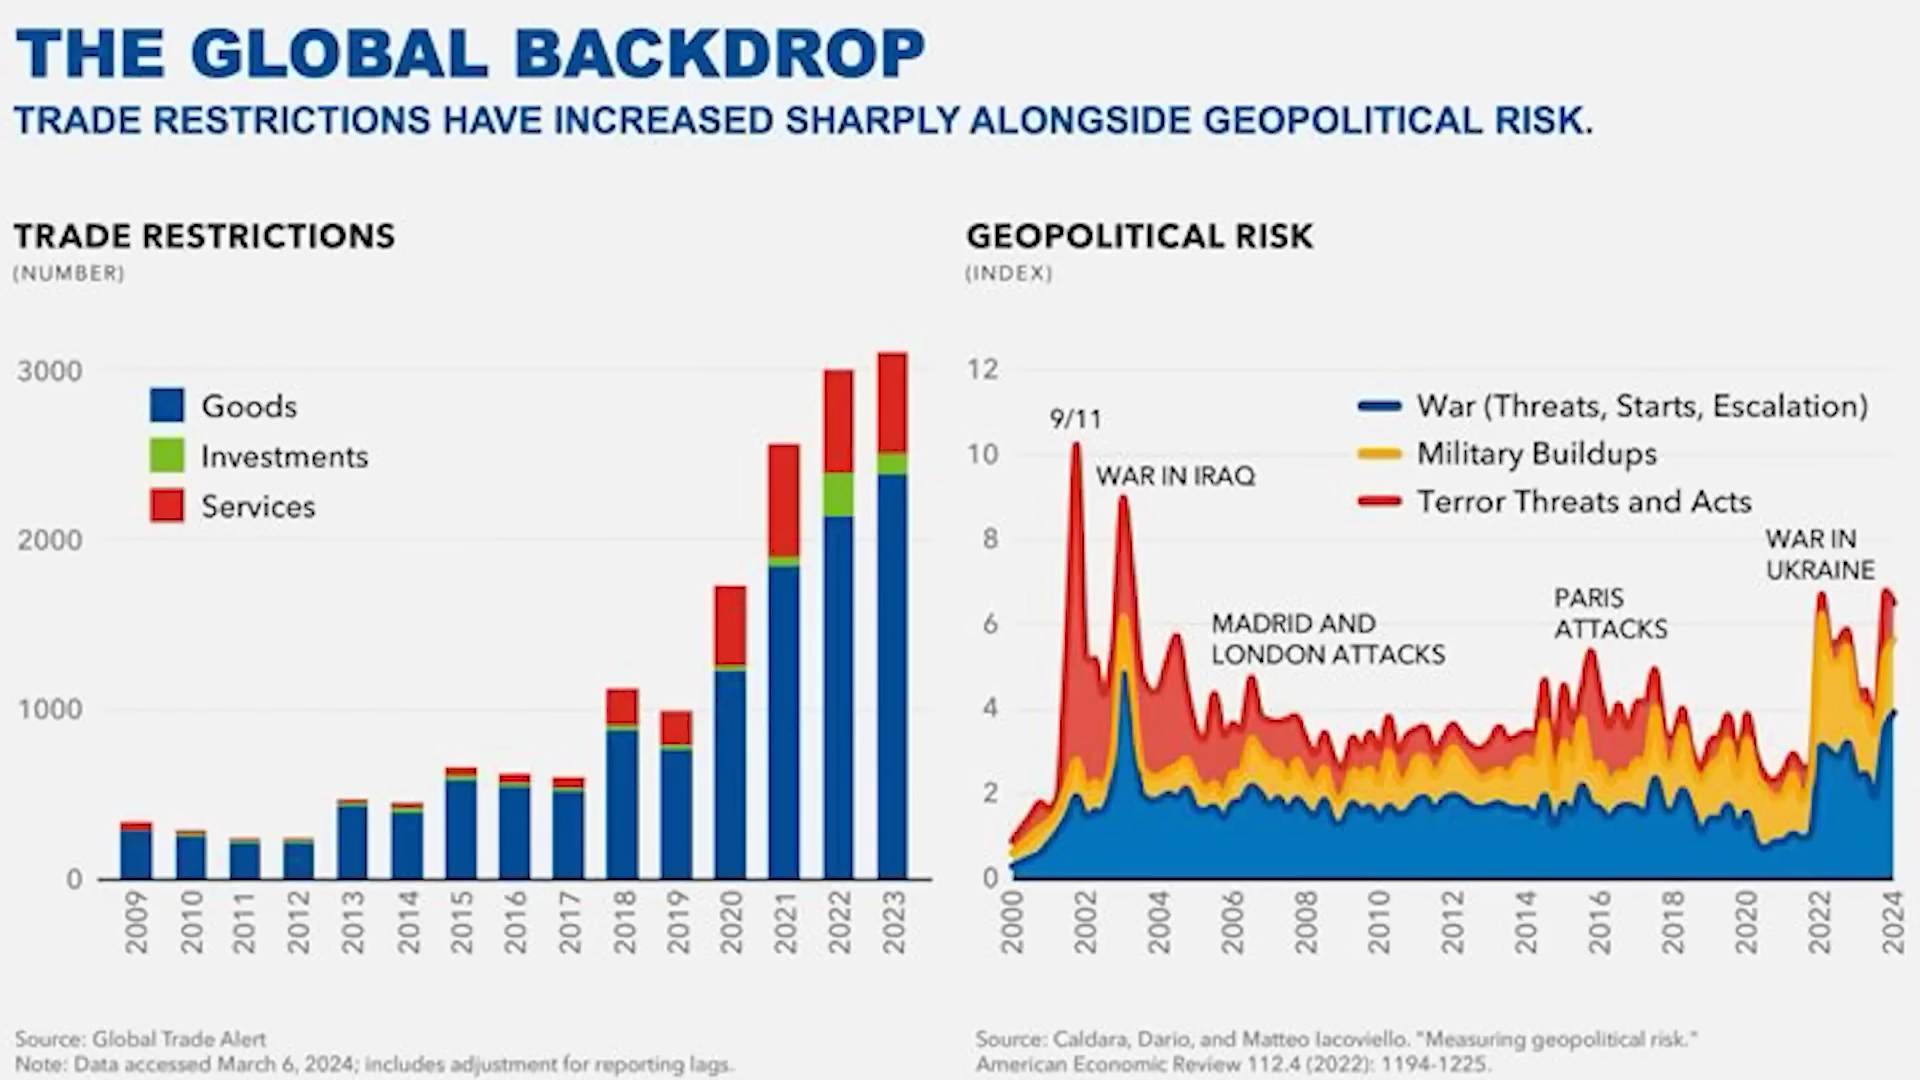 THE GLOBAL BACKDROP
TRADE RESTRICTIONS HAVE INCREASED SHARPLY ALONGSIDE GEOPOLITICAL RISK.
TRADE RESTRICTIONS
(NUMBER)
3000
2000
1000
0
Goods
Investments
Services
2009
2010
2011
2012
2013
2014
2015
2016
2017
2018
2019
2020
2021
2022
2023
Source: Global Trade Alert
Note: Data accessed March 6, 2024; includes adjustment for reporting lags.
GEOPOLITICAL RISK
(INDEX)
12
10
8
6
4
2
0
War (Threats, Starts, Escalation)
Military Buildups
Terror Threats and Acts
9/11
WAR IN IRAQ
MADRID AND
LONDON ATTACKS
PARIS
ATTACKS
WAR IN
UKRAINE
2000
2002
2004
2006
2008
2010
2012
2014
2016
2018
2020
2022
2024
Source: Caldara, Dario, and Matteo Iacoviello. "Measuring geopolitical risk."
American Economic Review 112.4 (2022): 1194-1225.